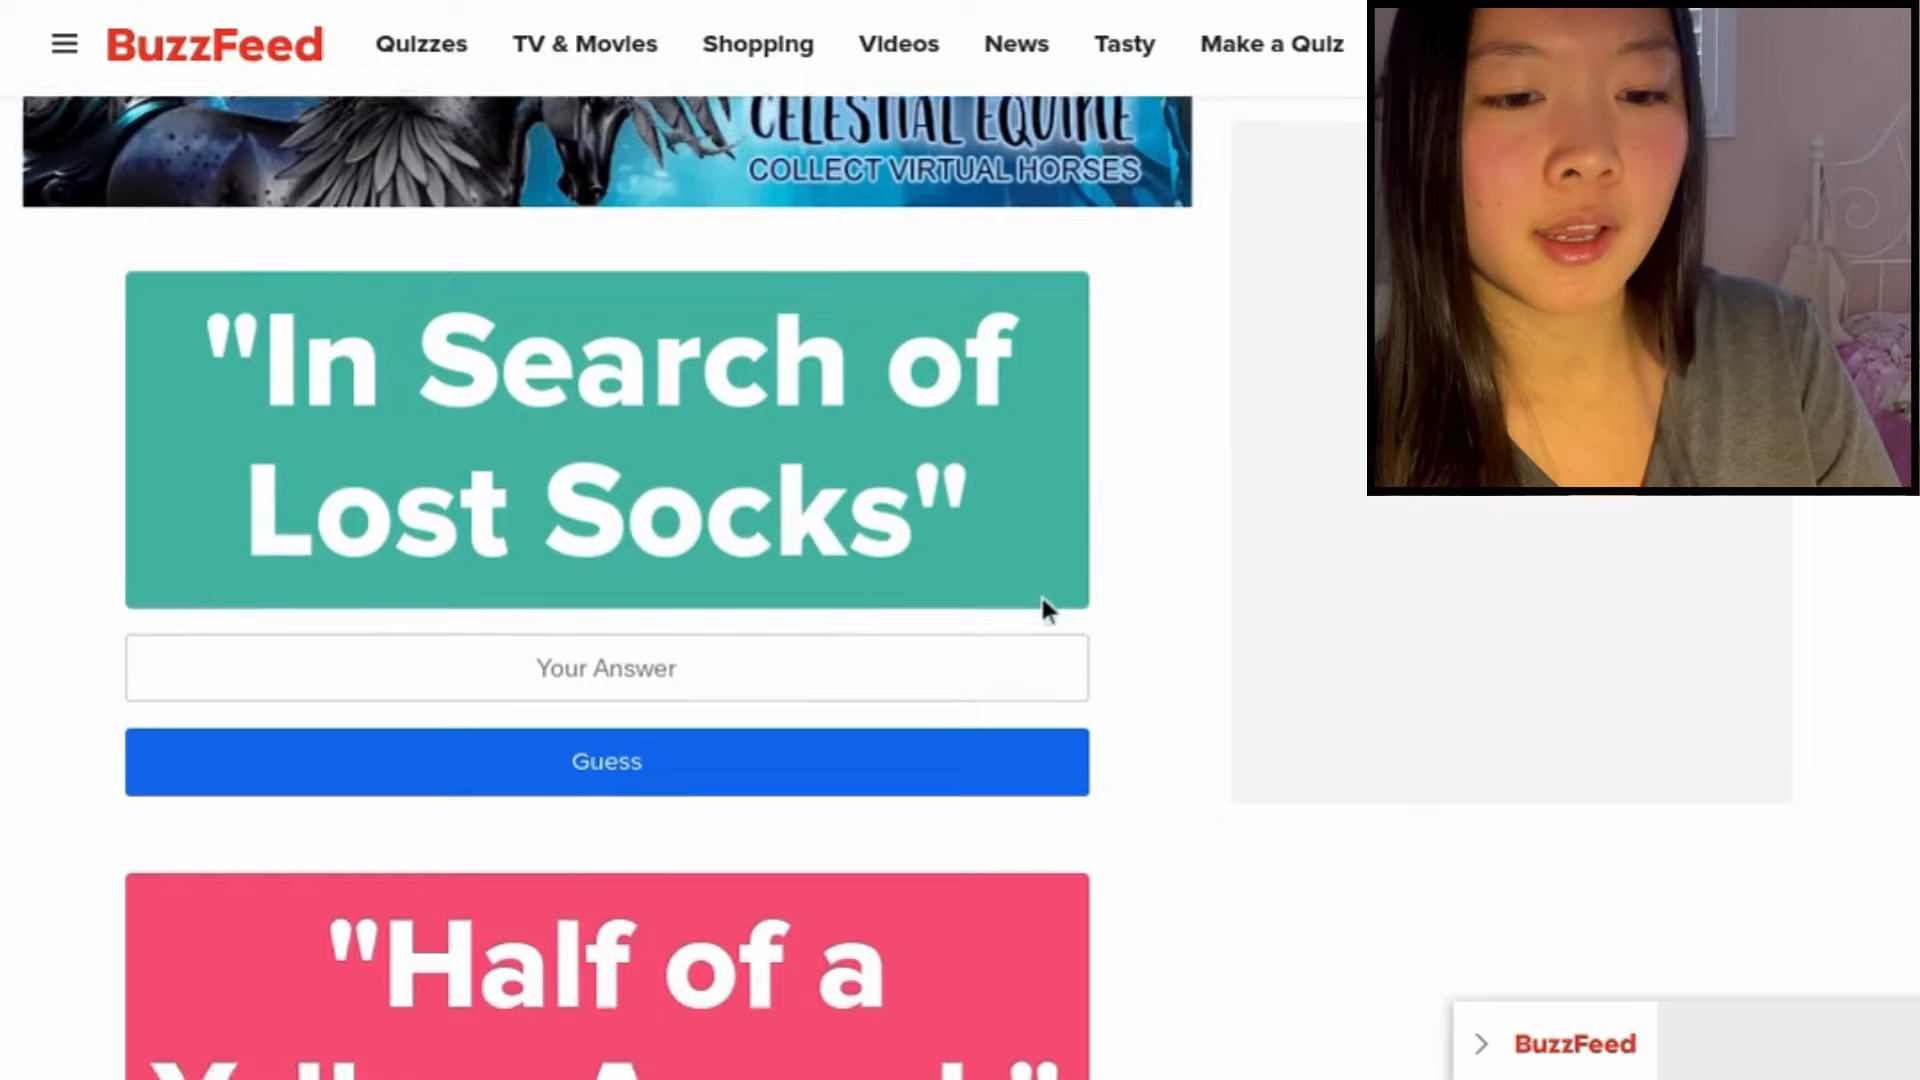 BuzzFeed Quizzes TV & Movies Shopping Videos News Tasty Make a Quiz
CELESTIAL EQUINE
COLLECT VIRTUAL HORSES
"In Search of
Lost Socks"
Your Answer
Guess
"Half of a
BuzzFeed